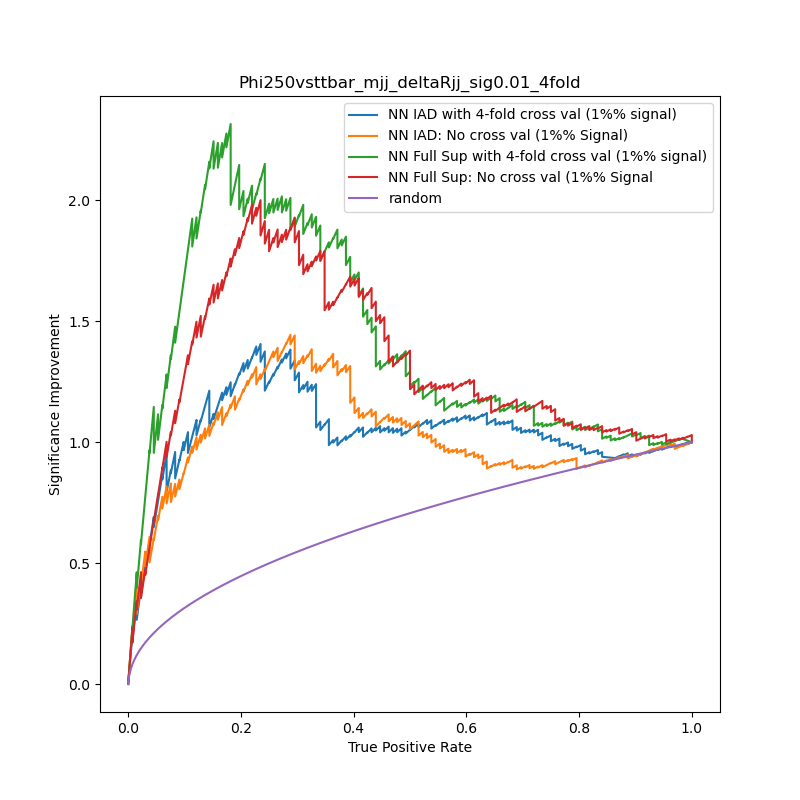 Phi250vsttbar_mjj_deltaRjj_sig0.01_4fold
NN IAD with 4-fold cross val (1%% signal)
NN IAD: No cross val (1%% Signal)
NN Full Sup with 4-fold cross val (1%% signal)
NN Full Sup: No cross val (1%% Signal
random
Significance Improvement
2.0
1.5
1.0
0.5
0.0
0.0 0.2 0.4 0.6 0.8 1.0
True Positive Rate